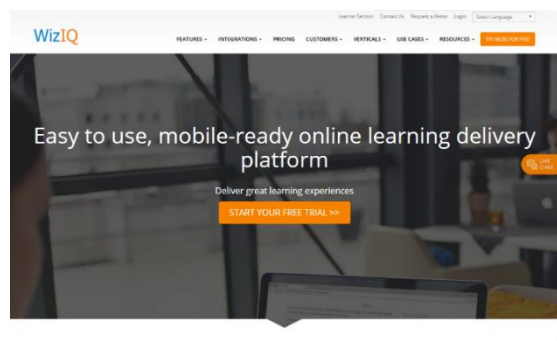 Learner Section Contact Us Request a Demo Login Select Language
WizIQ
FEATURES INTEGRATIONS PRICING CUSTOMERS VERTICALS USE CASES RESOURCES TRY WIZIQ FOR FREE
Easy to use, mobile-ready online learning delivery
platform
LIVE
CHAT
Deliver great learning experiences
START YOUR FREE TRIAL >>